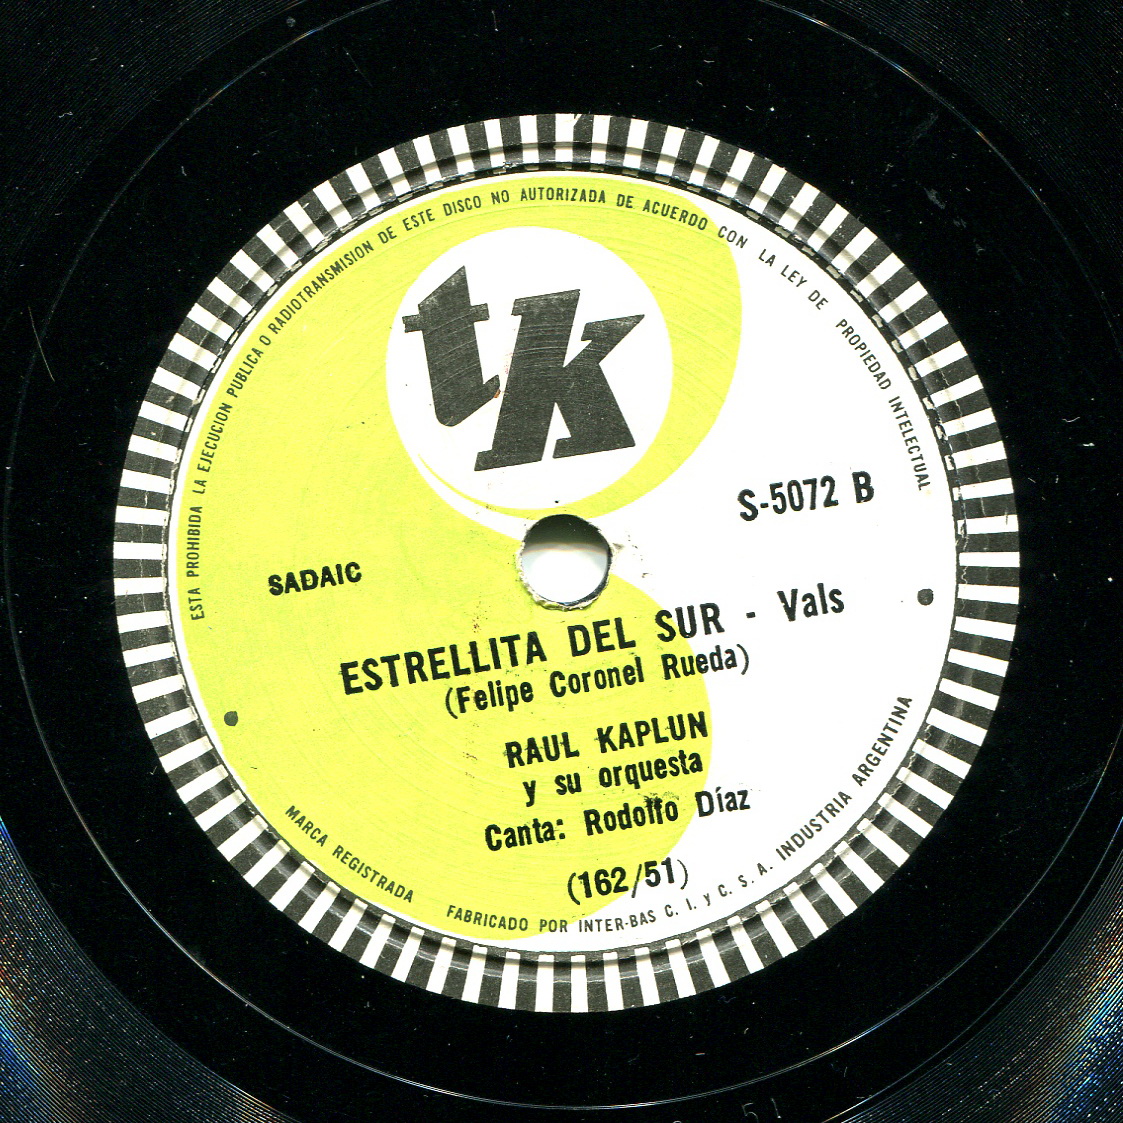 ESTA PROHIBIDA LA EJECUCION PUBLICA O RADIOTRANSMISION DE ESTE DISCO NO AUTORIZADA DE ACUERDO CON LA LEY DE PROPIEDAD INTELECTUAL
tk
S-5072 B
SADAIC
ESTRELLITA DEL SUR - Vals
(Felipe Coronel Rueda)
RAUL KAPLUN
y su orquesta
Canta: Rodolfo Díaz
(162/51)
MARCA REGISTRADA
FABRICADO POR INTER-BAS C. I. y C. S. A. INDUSTRIA ARGENTINA
51